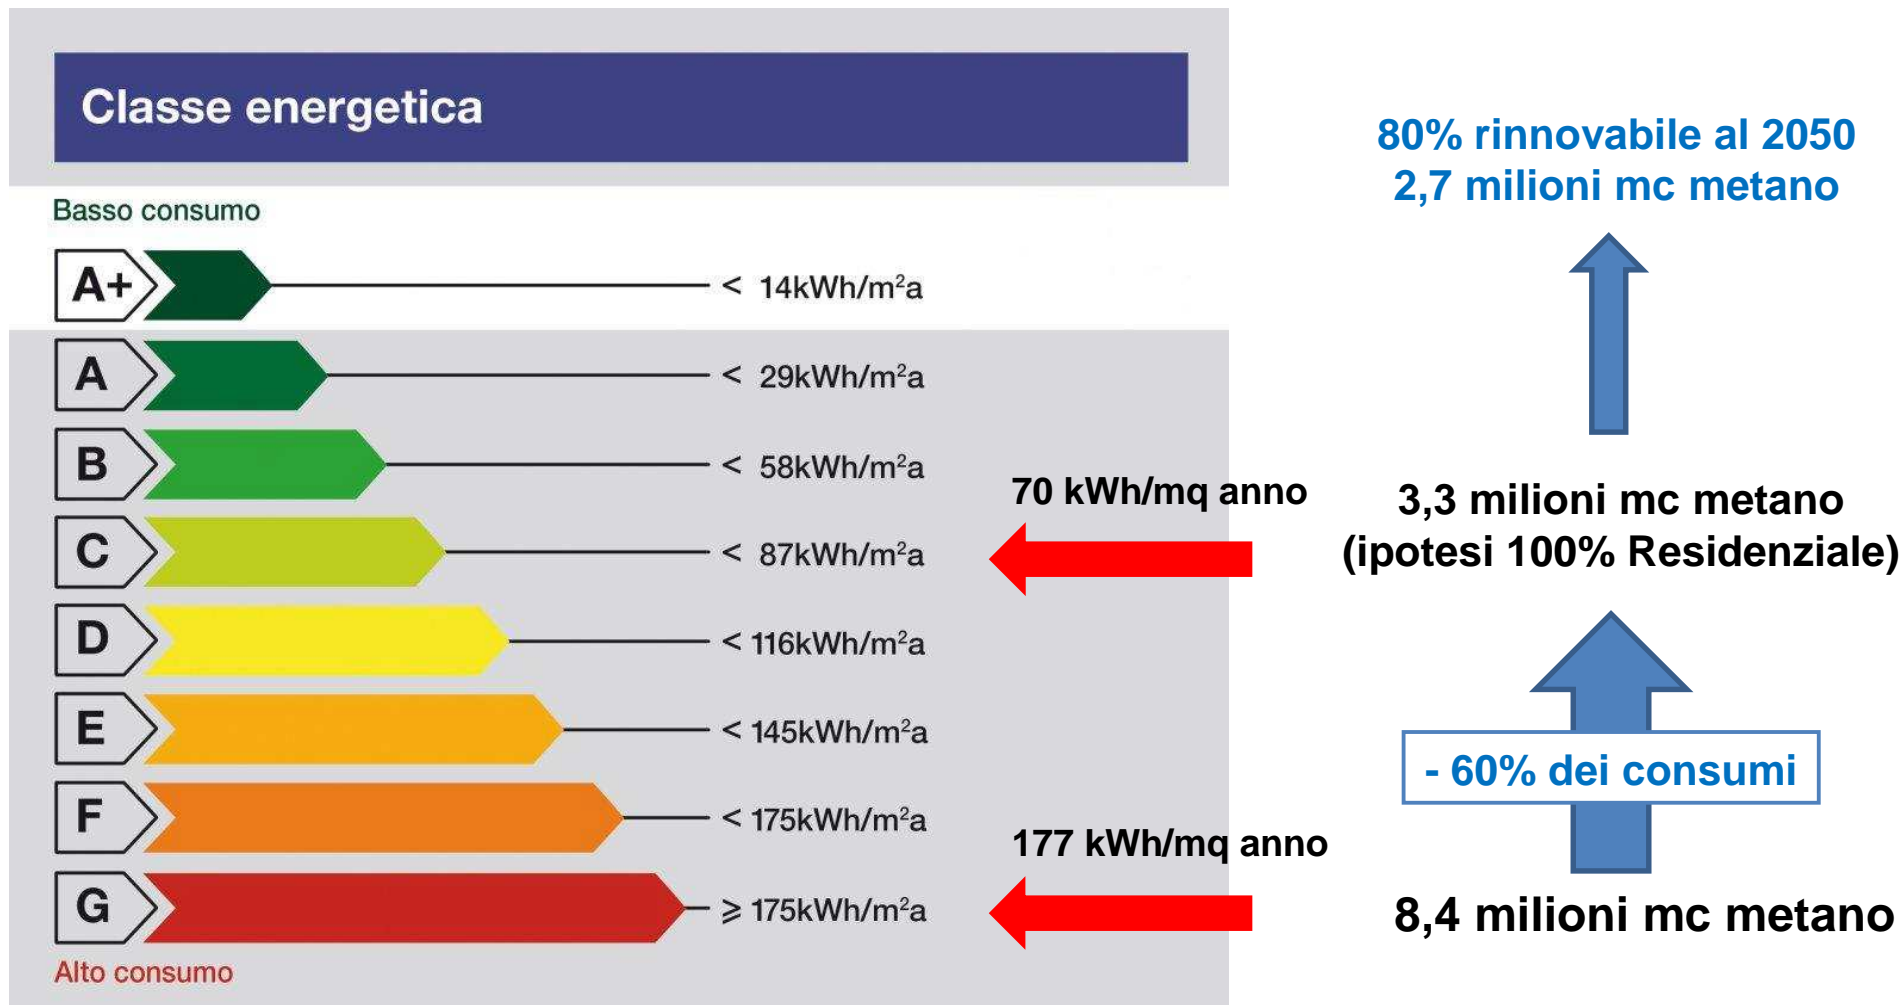 Classe energetica
Basso consumo
A+ < 14kWh/m²a
A < 29kWh/m²a
B < 58kWh/m²a
C < 87kWh/m²a
D < 116kWh/m²a
E < 145kWh/m²a
F < 175kWh/m²a
G ⩾ 175kWh/m²a
Alto consumo
70 kWh/mq anno
177 kWh/mq anno
80% rinnovabile al 2050
2,7 milioni mc metano
3,3 milioni mc metano
(ipotesi 100% Residenziale)
- 60% dei consumi
8,4 milioni mc metano